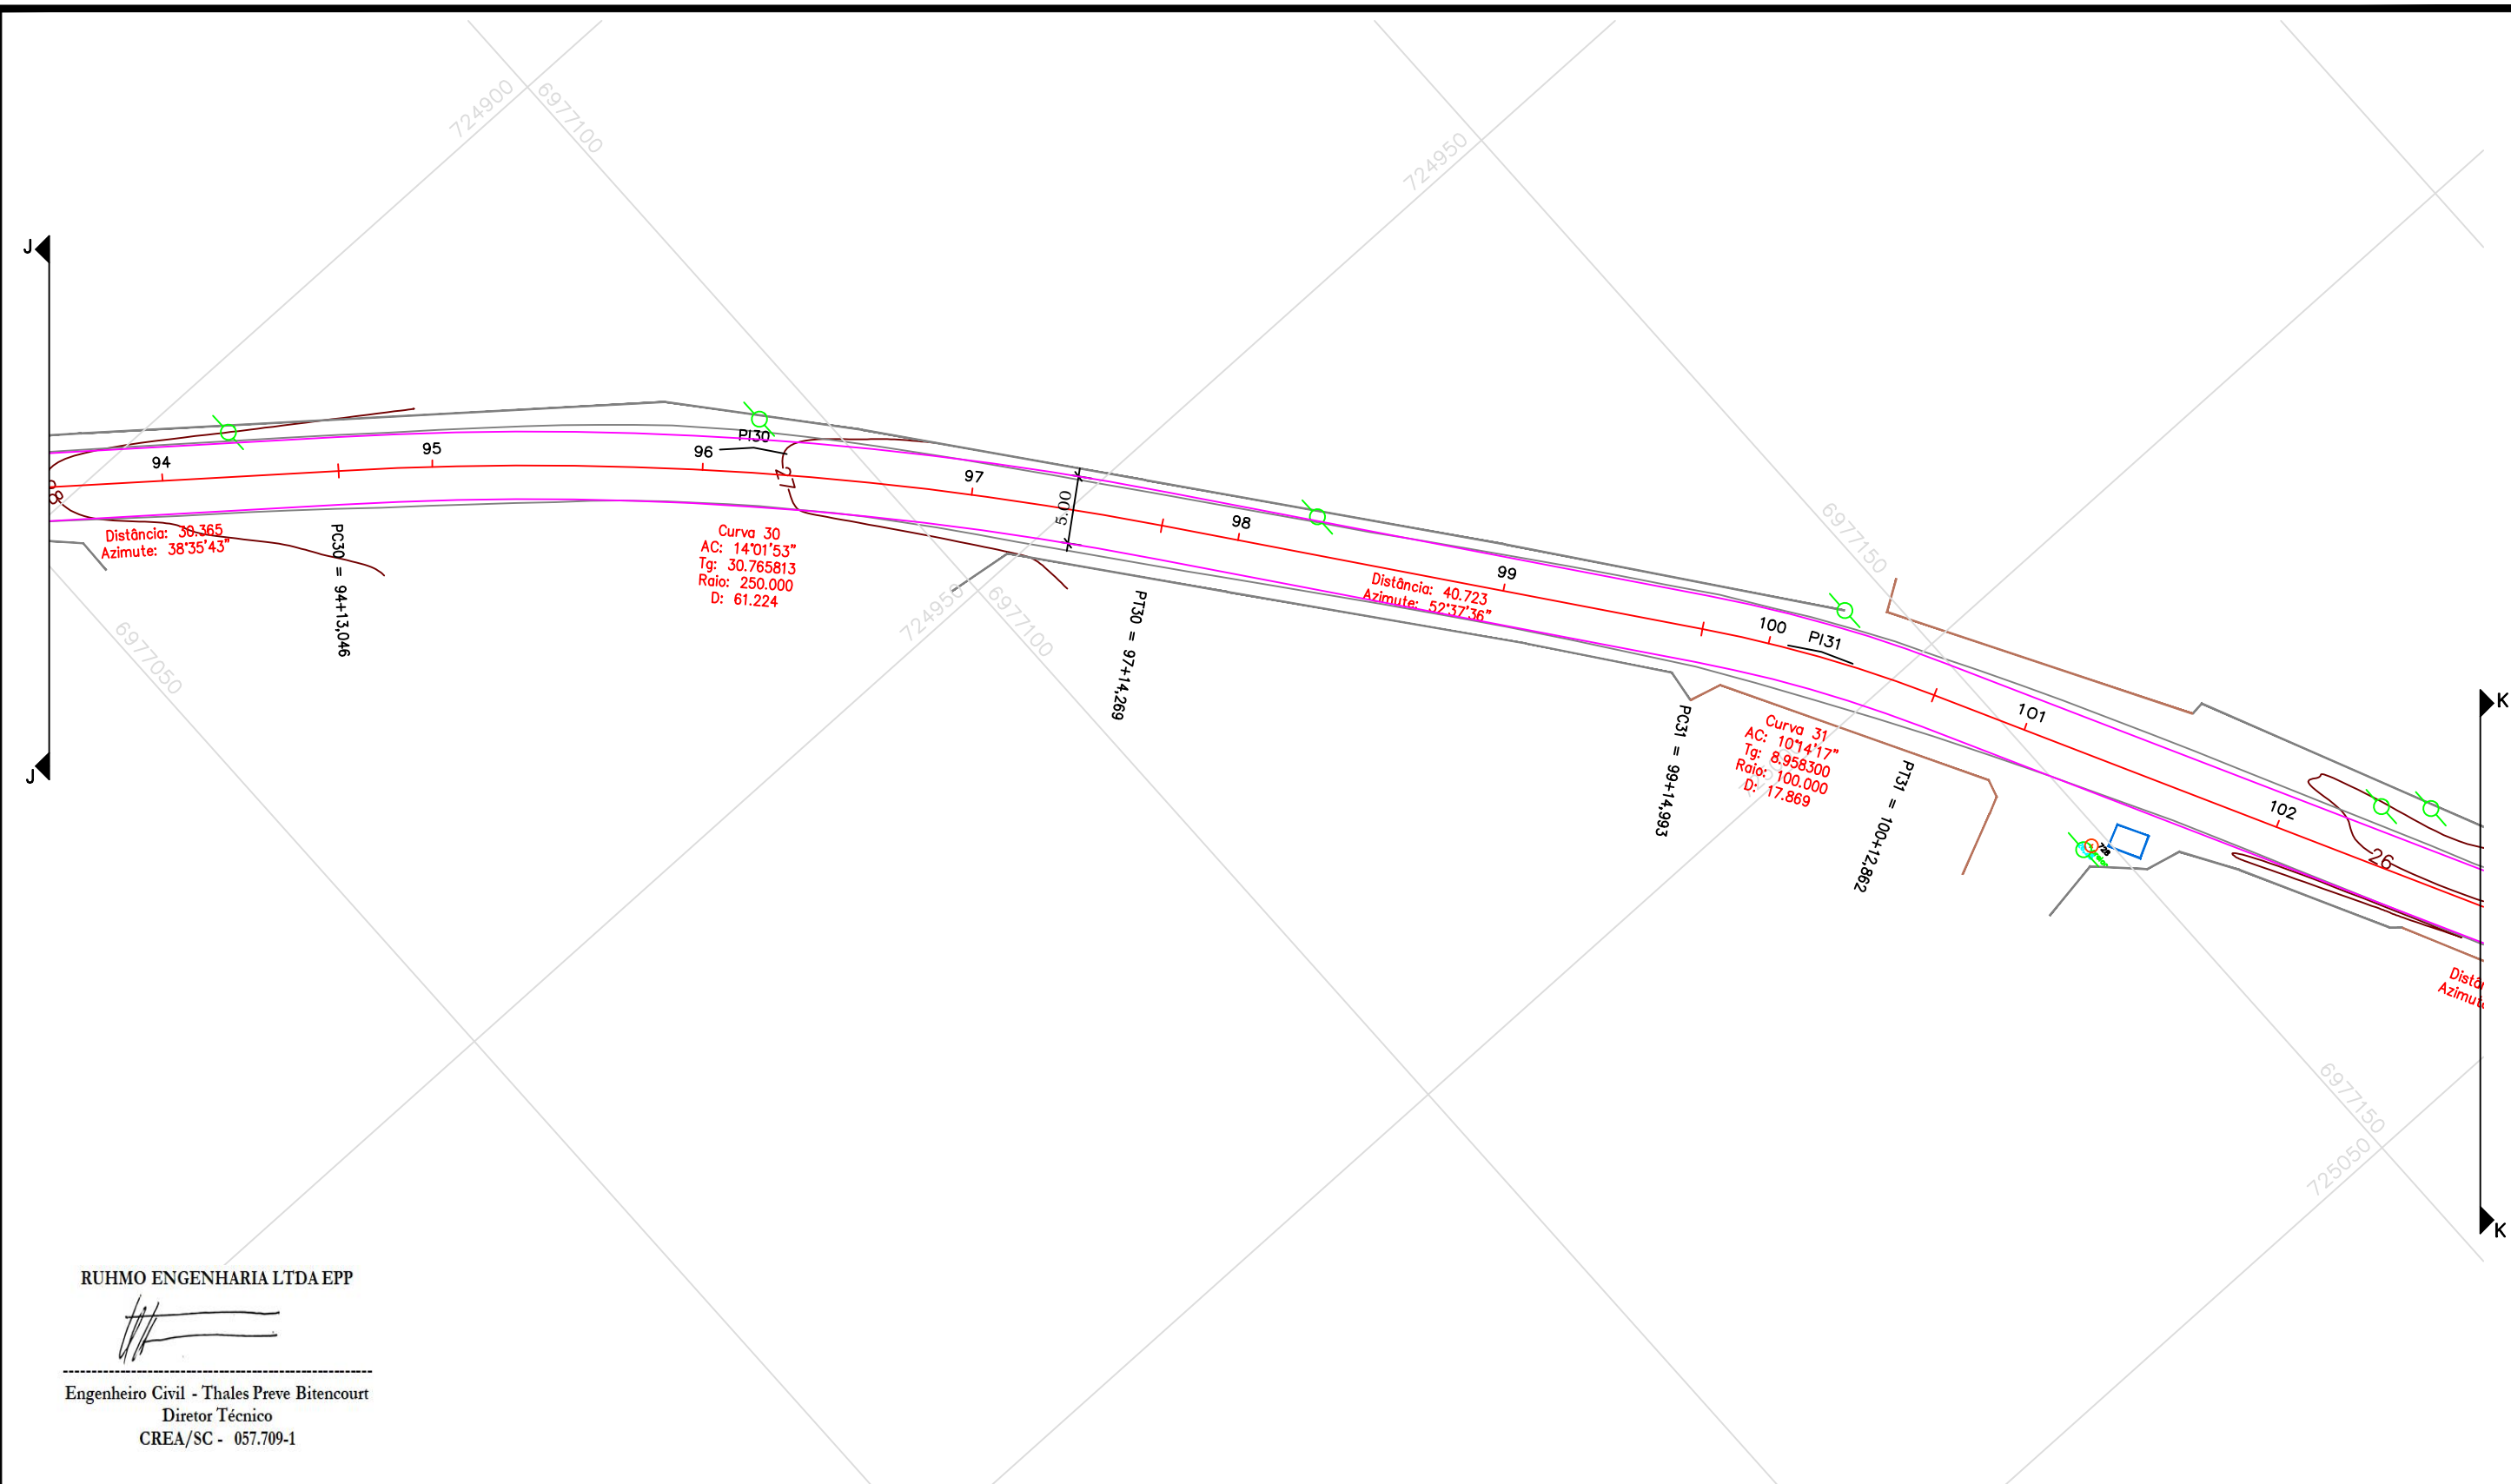 724900
6977100
724950
J
94
95
96
PI30
97
98
99
100
PI31
101
102
27
5.00
6977150
Distância: 30.365
Azimute: 38°35'43"
PC30 = 94+13,046
Curva 30
AC: 14°01'53"
Tg: 30.765813
Raio: 250.000
D: 61.224
724950
6977100
PT30 = 97+14,269
Distância: 40.723
Azimute: 52°37'36"
6977050
PC31 = 99+14,993
Curva 31
AC: 10°14'17"
Tg: 8.958300
Raio: 100.000
D: 17.869
PT31 = 100+12,862
K
J
728
26
Distâ
Azimut
6977150
725050
K
RUHMO ENGENHARIA LTDA EPP
Engenheiro Civil - Thales Preve Bitencourt
Diretor Técnico
CREA/SC - 057.709-1